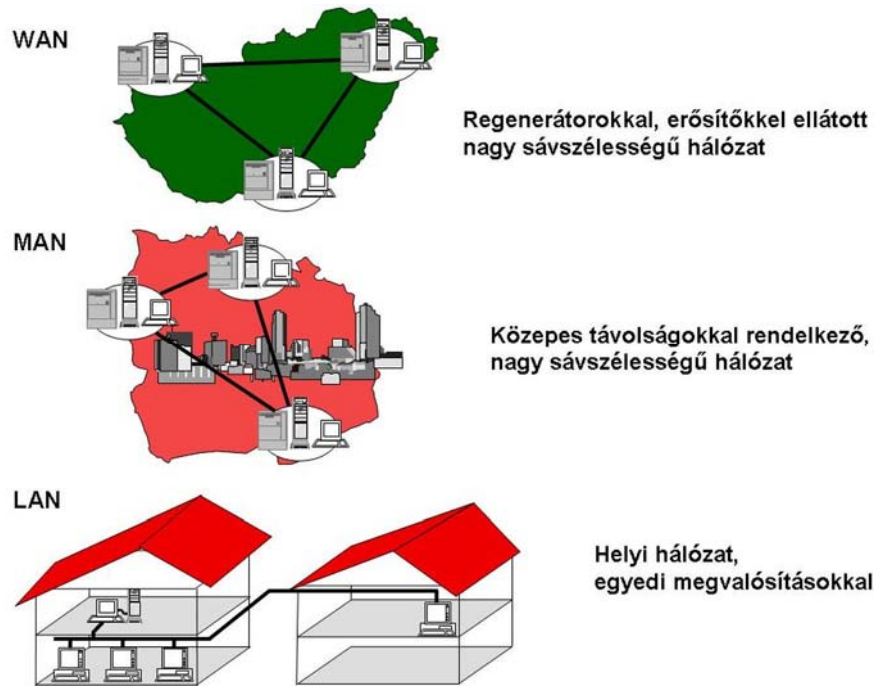 WAN
Regenerátorokkal, erősítőkkel ellátott
nagy sávszélességű hálózat
MAN
Közepes távolságokkal rendelkező,
nagy sávszélességű hálózat
LAN
Helyi hálózat,
egyedi megvalósításokkal